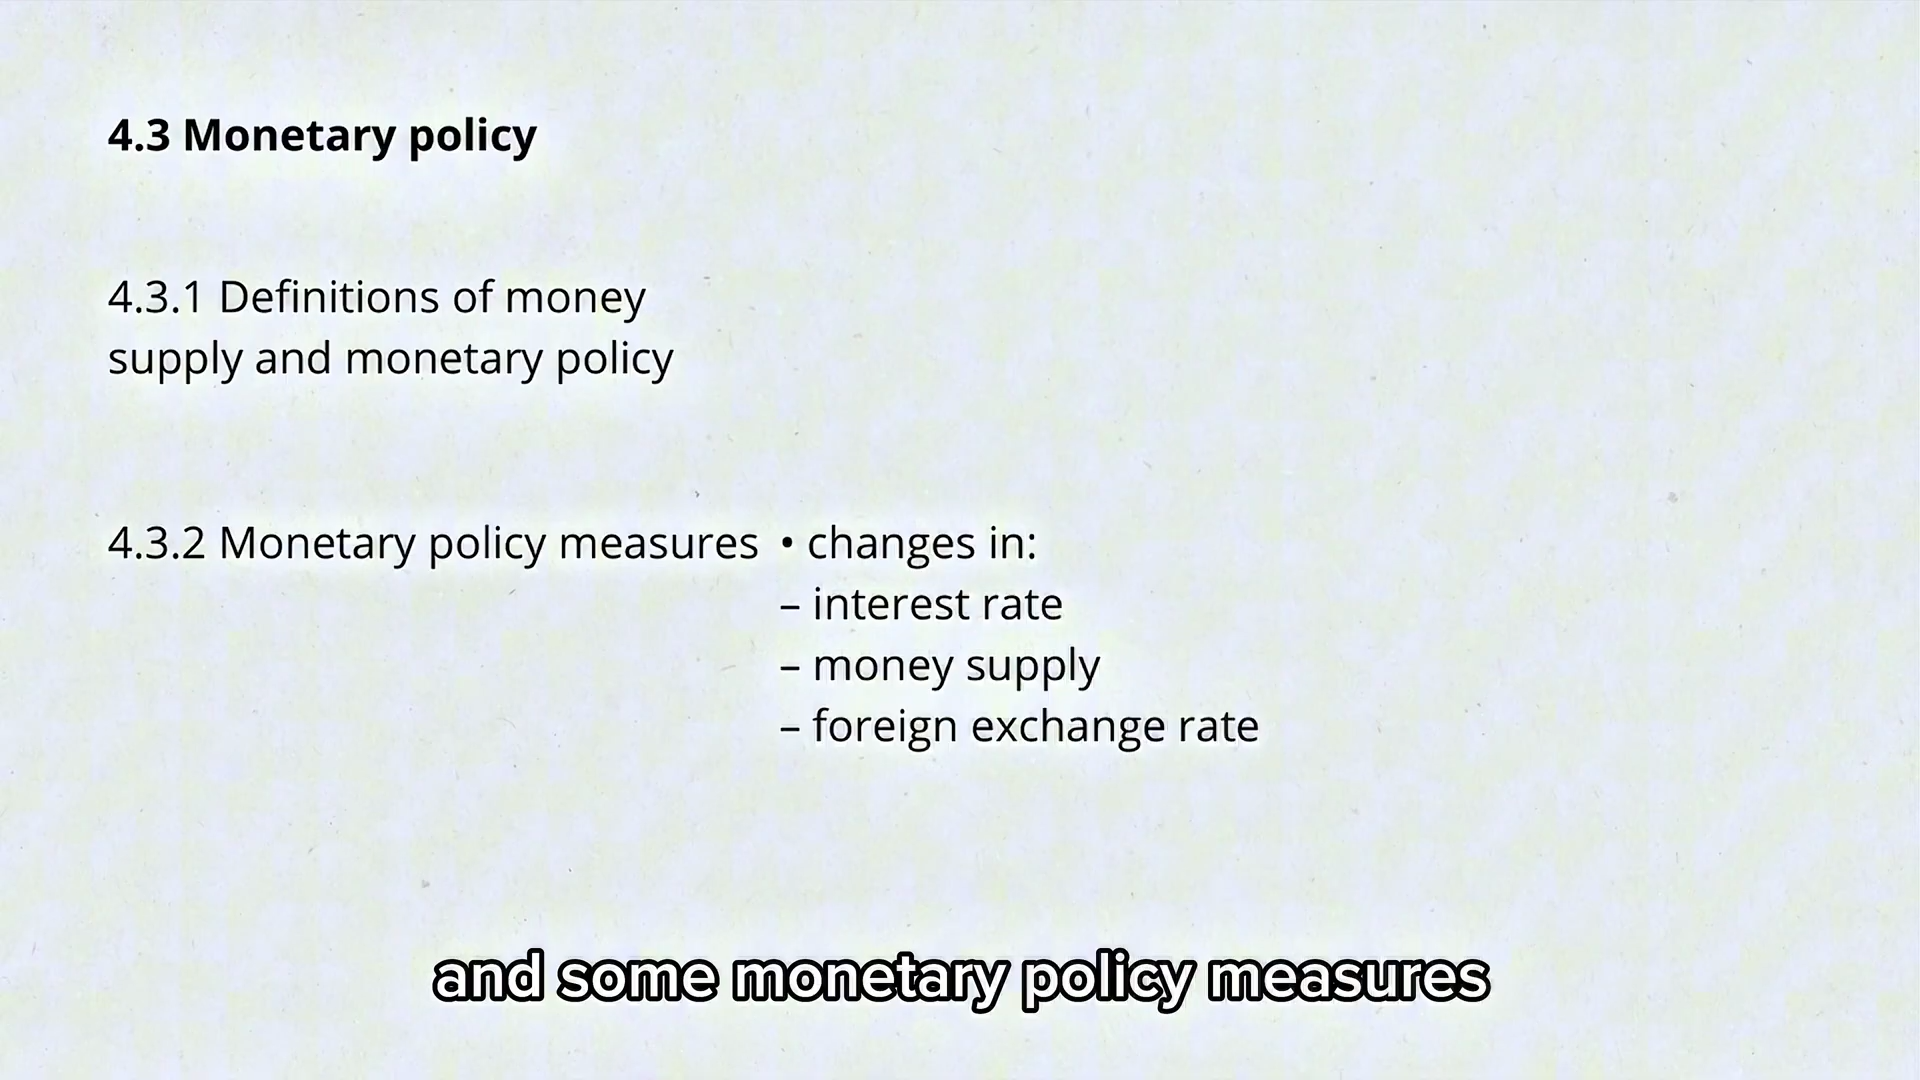 4.3 Monetary policy
4.3.1 Definitions of money
supply and monetary policy
4.3.2 Monetary policy measures • changes in:
– interest rate
– money supply
– foreign exchange rate
and some monetary policy measures